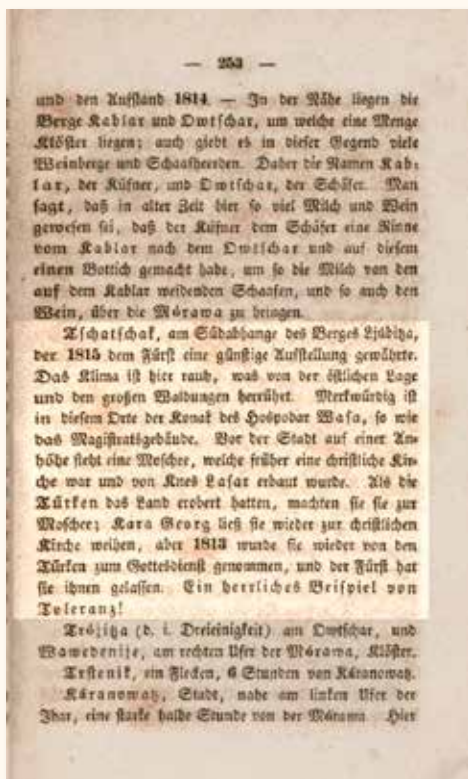 — 253 —
und den Aufstand 1814. — In der Nähe liegen die
Berge Kablar und Owtschar, um welche eine Menge
Klöster liegen; auch giebt es in dieser Gegend viele
Weinberge und Schaafheerden. Daher die Namen Kab-
lar, der Küfner, und Owtschar, der Schäfer. Man
sagt, daß in alter Zeit hier so viel Milch und Wein
gewesen sei, daß der Küfner dem Schäfer eine Rinne
vom Kablar nach dem Owtschar und auf diesem
einen Bottich gemacht habe, um so die Milch von den
auf dem Kablar weidenden Schaafen, und so auch den
Wein, über die Mórawa zu bringen.
Tschatschak, am Südabhange des Berges Ljúbitza,
der 1815 dem Fürst eine günstige Aufstellung gewährte.
Das Klima ist hier rauh, was von der östlichen Lage
und den großen Waldungen herrühret. Merkwürdig ist
in diesem Orte der Konak des Hospodar Wasa, so wie
das Magistratsgebäude. Vor der Stadt auf einer An-
höhe steht eine Moschee, welche früher eine christliche Kir-
che war und von Knes Lasar erbaut wurde. Als die
Türken das Land erobert hatten, machten sie sie zur
Moschee; Kara Georg ließ sie wieder zur christlichen
Kirche weihen, aber 1813 wurde sie wieder von den
Türken zum Gottesdienst genommen, und der Fürst hat
sie ihnen gelassen. Ein herrliches Beispiel von
Toleranz!
Trójitza (d. i. Dreieinigkeit) am Owtschar, und
Wawedenije, am rechten Ufer der Mórawa, Klöster.
Trstenik, ein Flecken, 6 Stunden von Káranowatz.
Káranowatz, Stadt, nahe am linken Ufer der
Ibar, eine starke halbe Stunde von der Mórawa. Hier